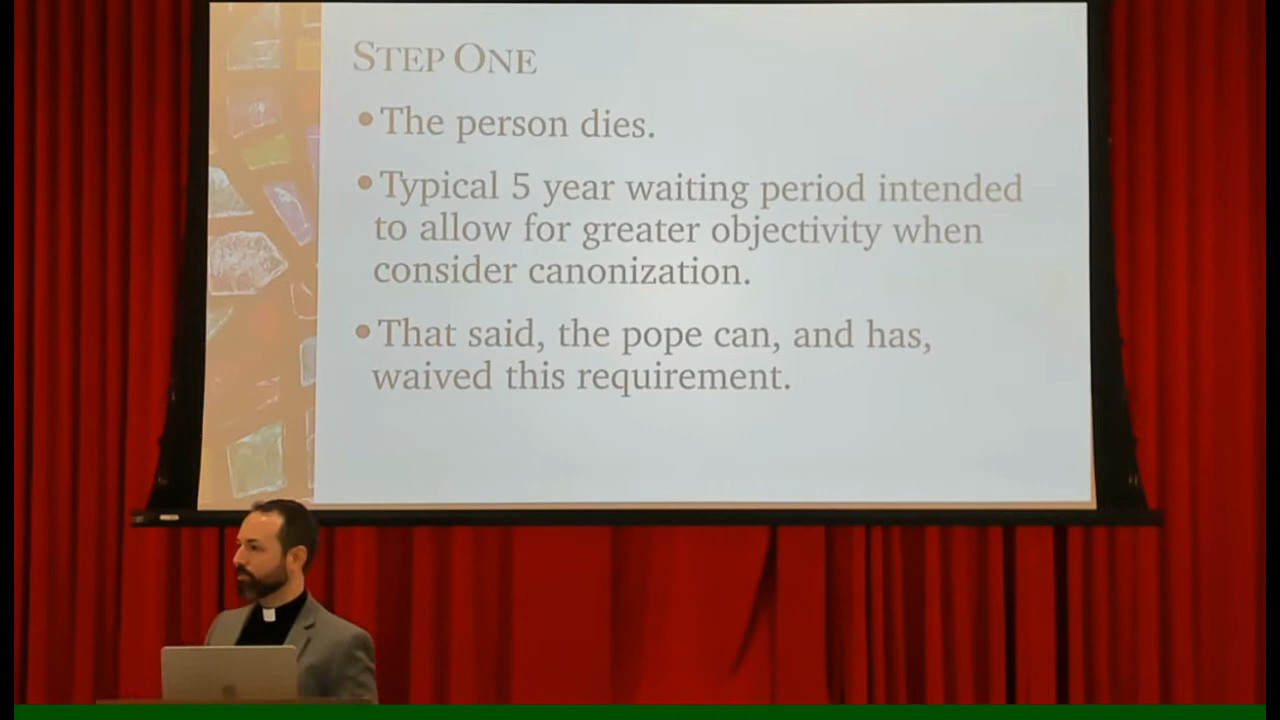 STEP ONE
•The person dies.
•Typical 5 year waiting period intended
to allow for greater objectivity when
consider canonization.
•That said, the pope can, and has,
waived this requirement.